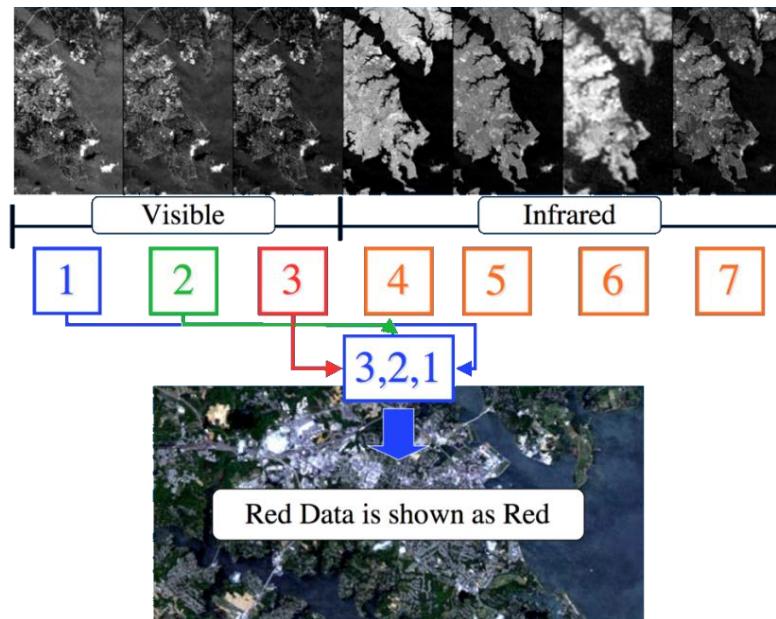 Visible
Infrared
1
2
3
4
5
6
7
3,2,1
Red Data is shown as Red